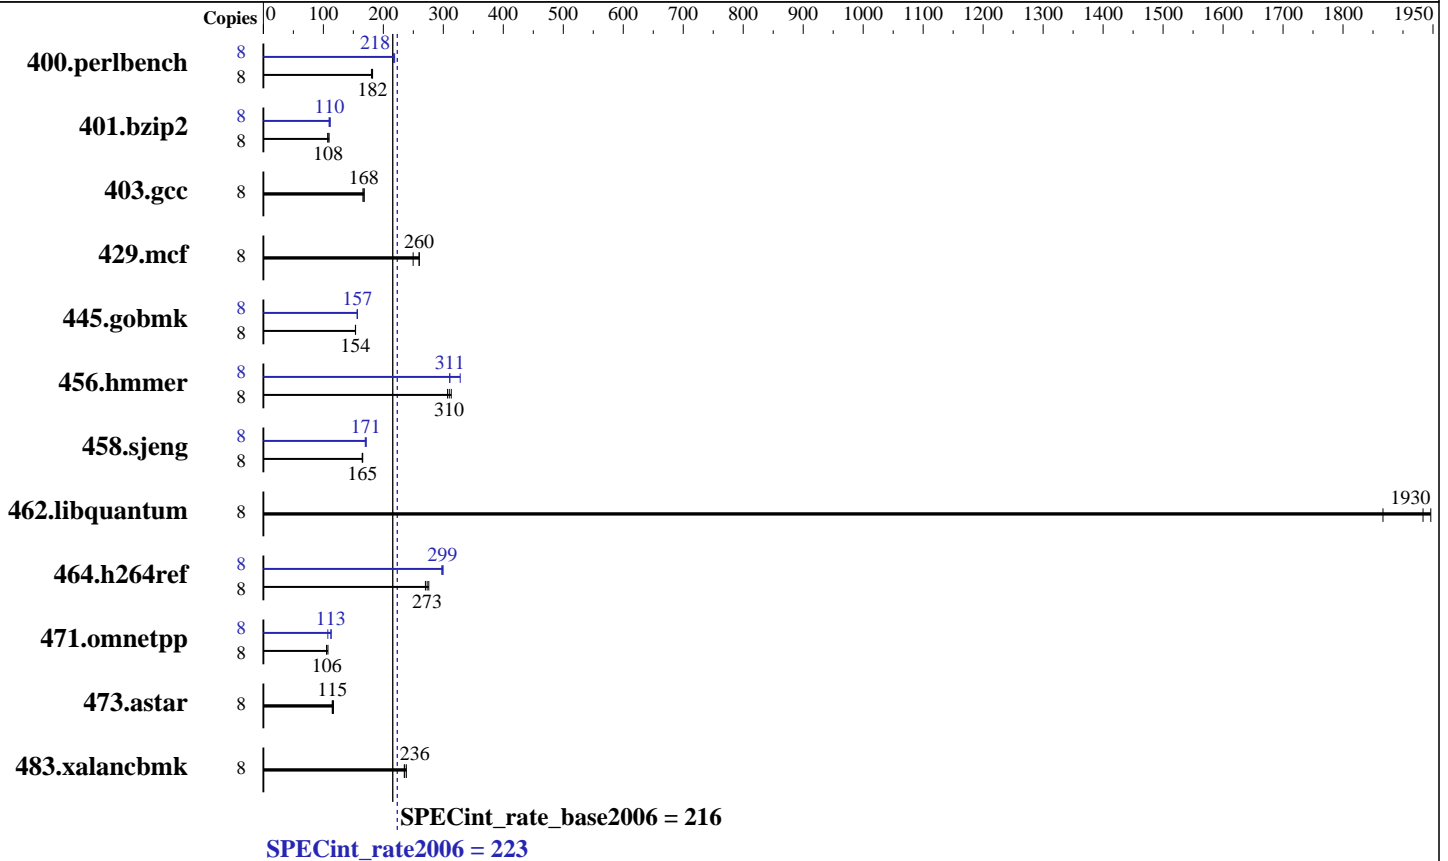 Copies 0 100 200 300 400 500 600 700 800 900 1000 1100 1200 1300 1400 1500 1600 1700 1800 1950
400.perlbench 8 218
8 182
401.bzip2 8 110
8 108
403.gcc 8 168
429.mcf 8 260
445.gobmk 8 157
8 154
456.hmmer 8 311
8 310
458.sjeng 8 171
8 165
462.libquantum 8 1930
464.h264ref 8 299
8 273
471.omnetpp 8 113
8 106
473.astar 8 115
483.xalancbmk 8 236
SPECint_rate_base2006 = 216
SPECint_rate2006 = 223